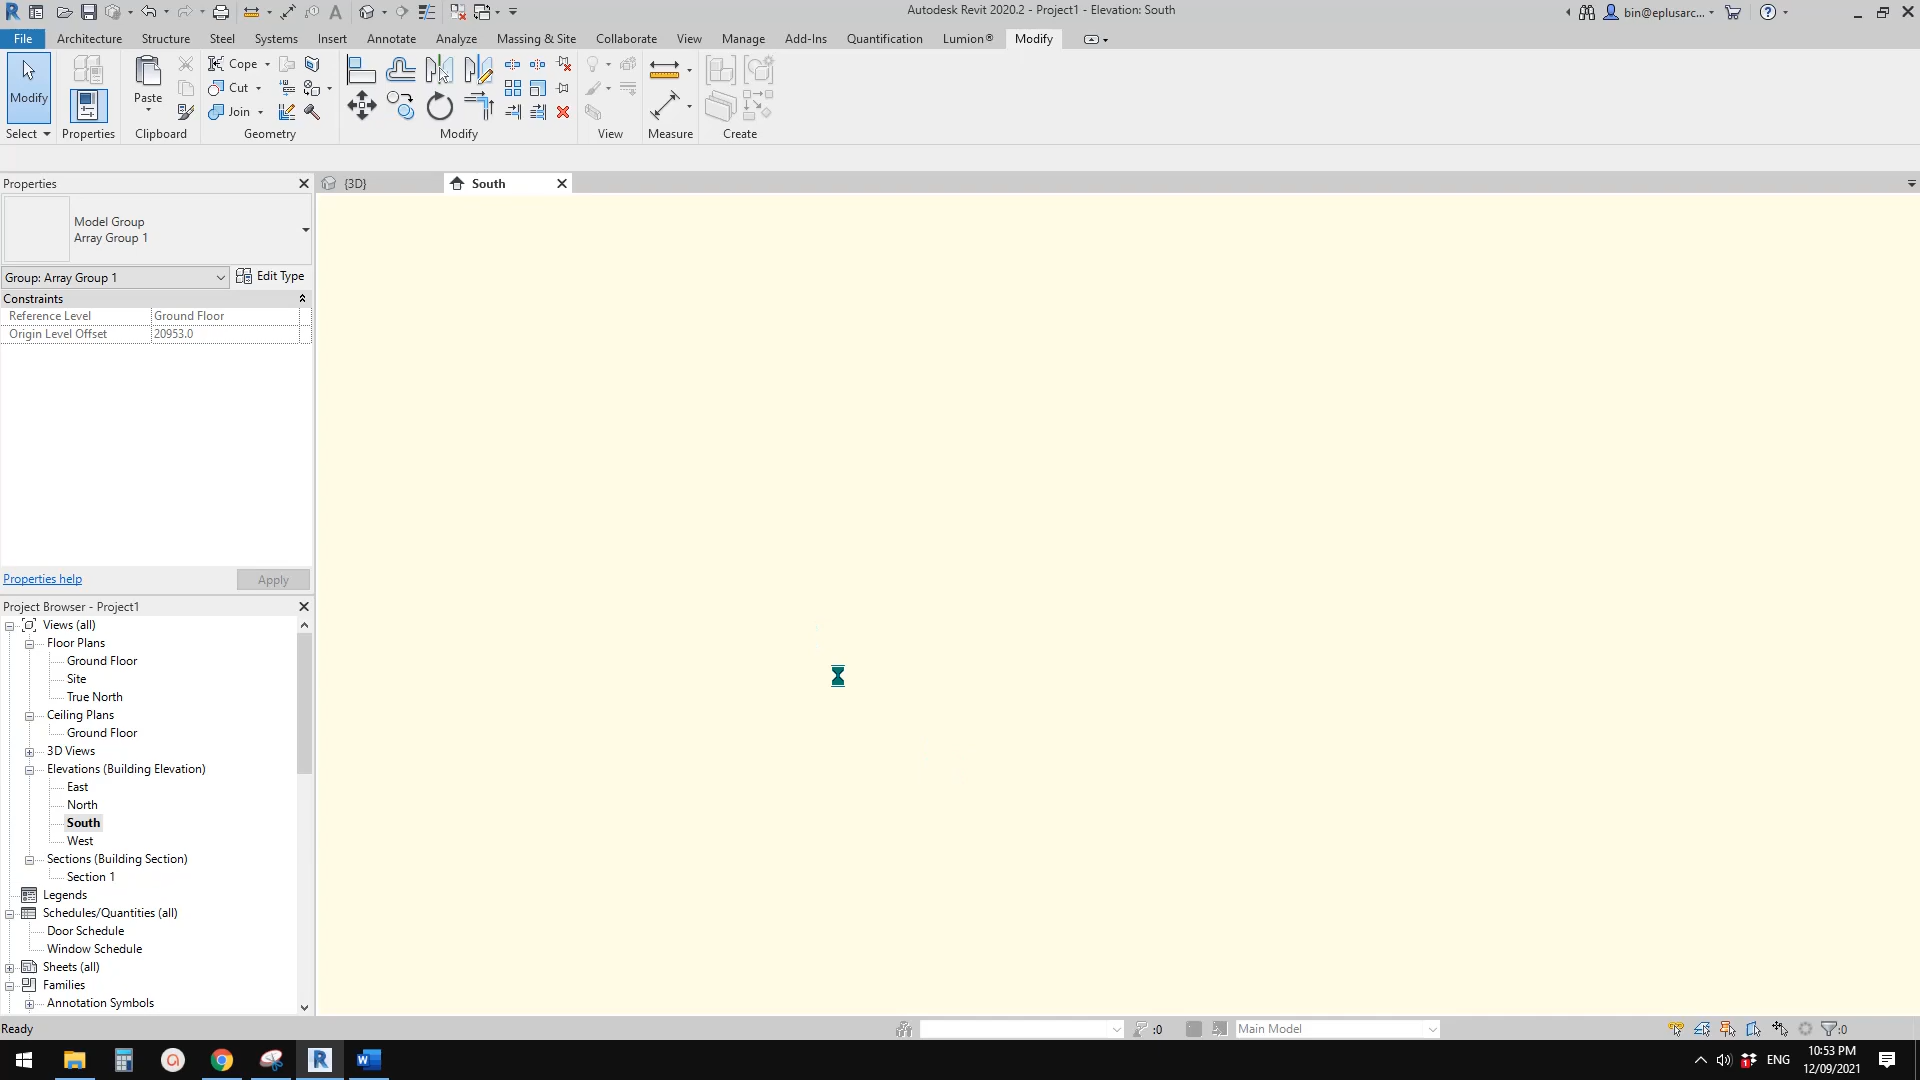 Autodesk Revit 2020.2 - Project1 - Elevation: South
bin@eplusarc...
File
Architecture
Structure
Steel
Systems
Insert
Annotate
Analyze
Massing & Site
Collaborate
View
Manage
Add-Ins
Quantification
Lumion®
Modify
Modify
Paste
Cope
Cut
Join
Select
Properties
Clipboard
Geometry
Modify
View
Measure
Create
Properties
{3D}
South
Model Group
Array Group 1
Group: Array Group 1
Edit Type
Constraints
Reference Level
Ground Floor
Origin Level Offset
20953.0
Properties help
Apply
Project Browser - Project1
Views (all)
Floor Plans
Ground Floor
Site
True North
Ceiling Plans
Ground Floor
3D Views
Elevations (Building Elevation)
East
North
South
West
Sections (Building Section)
Section 1
Legends
Schedules/Quantities (all)
Door Schedule
Window Schedule
Sheets (all)
Families
Annotation Symbols
Ready
:0
Main Model
:0
ENG
10:53 PM
12/09/2021